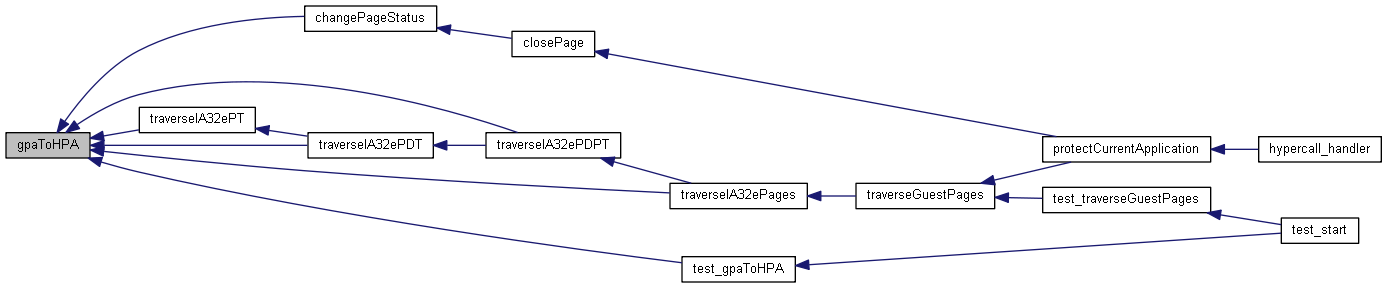 changePageStatus
closePage
traverseIA32ePT
gpaToHPA
traverseIA32ePDT
traverseIA32ePDPT
protectCurrentApplication
hypercall_handler
traverseIA32ePages
traverseGuestPages
test_traverseGuestPages
test_start
test_gpaToHPA